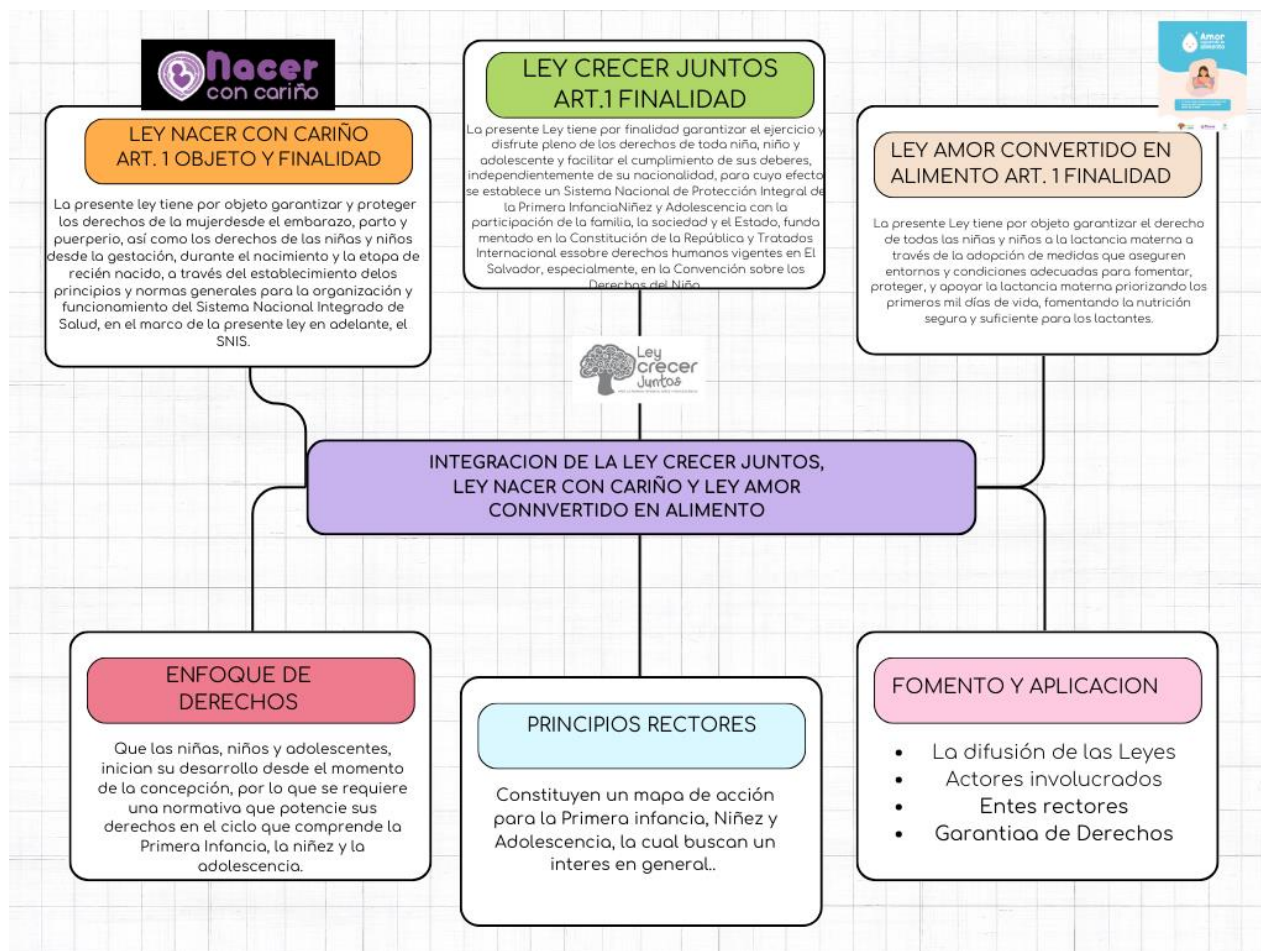 Nacer
con cariño
LEY NACER CON CARIÑO
ART. 1 OBJETO Y FINALIDAD
La presente ley tiene por objeto garantizar y proteger
los derechos de la mujerdesde el embarazo, parto y
puerperio, así como los derechos de las niñas y niños
desde la gestación, durante el nacimiento y la etapa de
recién nacido, a través del establecimiento delos
principios y normas generales para la organización y
funcionamiento del Sistema Nacional Integrado de
Salud, en el marco de la presente ley en adelante, el
SNIS.
LEY CRECER JUNTOS
ART.1 FINALIDAD
La presente Ley tiene por finalidad garantizar el ejercicio y
disfrute pleno de los derechos de toda niña, niño y
adolescente y facilitar el cumplimiento de sus deberes,
independientemente de su nacionalidad, para cuyo efecto
se establece un Sistema Nacional de Protección Integral de
la Primera InfanciaNiñez y Adolescencia con la
participación de la familia, la sociedad y el Estado, funda
mentado en la Constitución de la República y Tratados
Internacional essobre derechos humanos vigentes en El
Salvador, especialmente, en la Convención sobre los
Derechos del Niño
Amor
alimento
LEY AMOR CONVERTIDO EN
ALIMENTO ART. 1 FINALIDAD
La presente Ley tiene por objeto garantizar el derecho
de todas las niñas y niños a la lactancia materna a
través de la adopción de medidas que aseguren
entornos y condiciones adecuadas para fomentar,
proteger, y apoyar la lactancia materna priorizando los
primeros mil días de vida, fomentando la nutrición
segura y suficiente para los lactantes.
Ley
crecer
Juntos
INTEGRACION DE LA LEY CRECER JUNTOS,
LEY NACER CON CARIÑO Y LEY AMOR
CONNVERTIDO EN ALIMENTO
ENFOQUE DE
DERECHOS
Que las niñas, niños y adolescentes,
inician su desarrollo desde el momento
de la concepción, por lo que se requiere
una normativa que potencie sus
derechos en el ciclo que comprende la
Primera Infancia, la niñez y la
adolescencia.
PRINCIPIOS RECTORES
Constituyen un mapa de acción
para la Primera infancia, Niñez y
Adolescencia, la cual buscan un
interes en general..
FOMENTO Y APLICACION
• La difusión de las Leyes
• Actores involucrados
• Entes rectores
• Garantiaa de Derechos